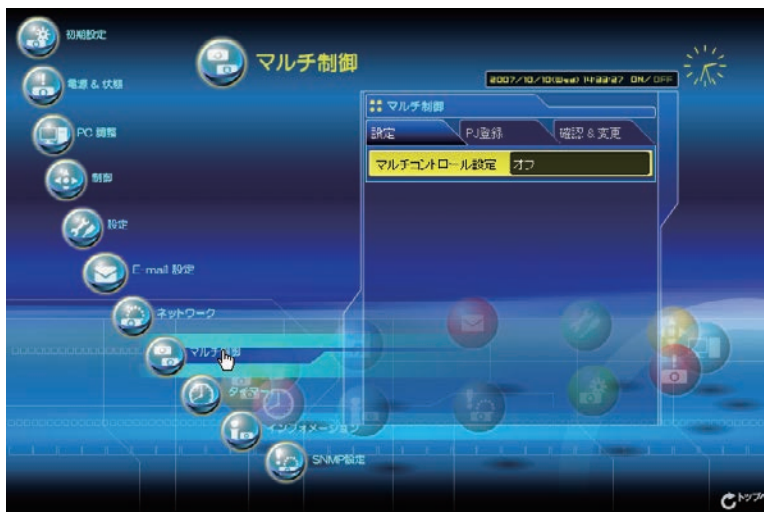 初期設定
マルチ制御
電源 & 状態
2007/10/10(Wed) 14:33:27 ON/OFF
マルチ制御
設定
PJ登録
確認 & 変更
マルチコントロール設定 オフ
PC 調整
制御
設定
E-mail 設定
ネットワーク
マルチ制御
タイマー
インフォメーション
SNMP設定